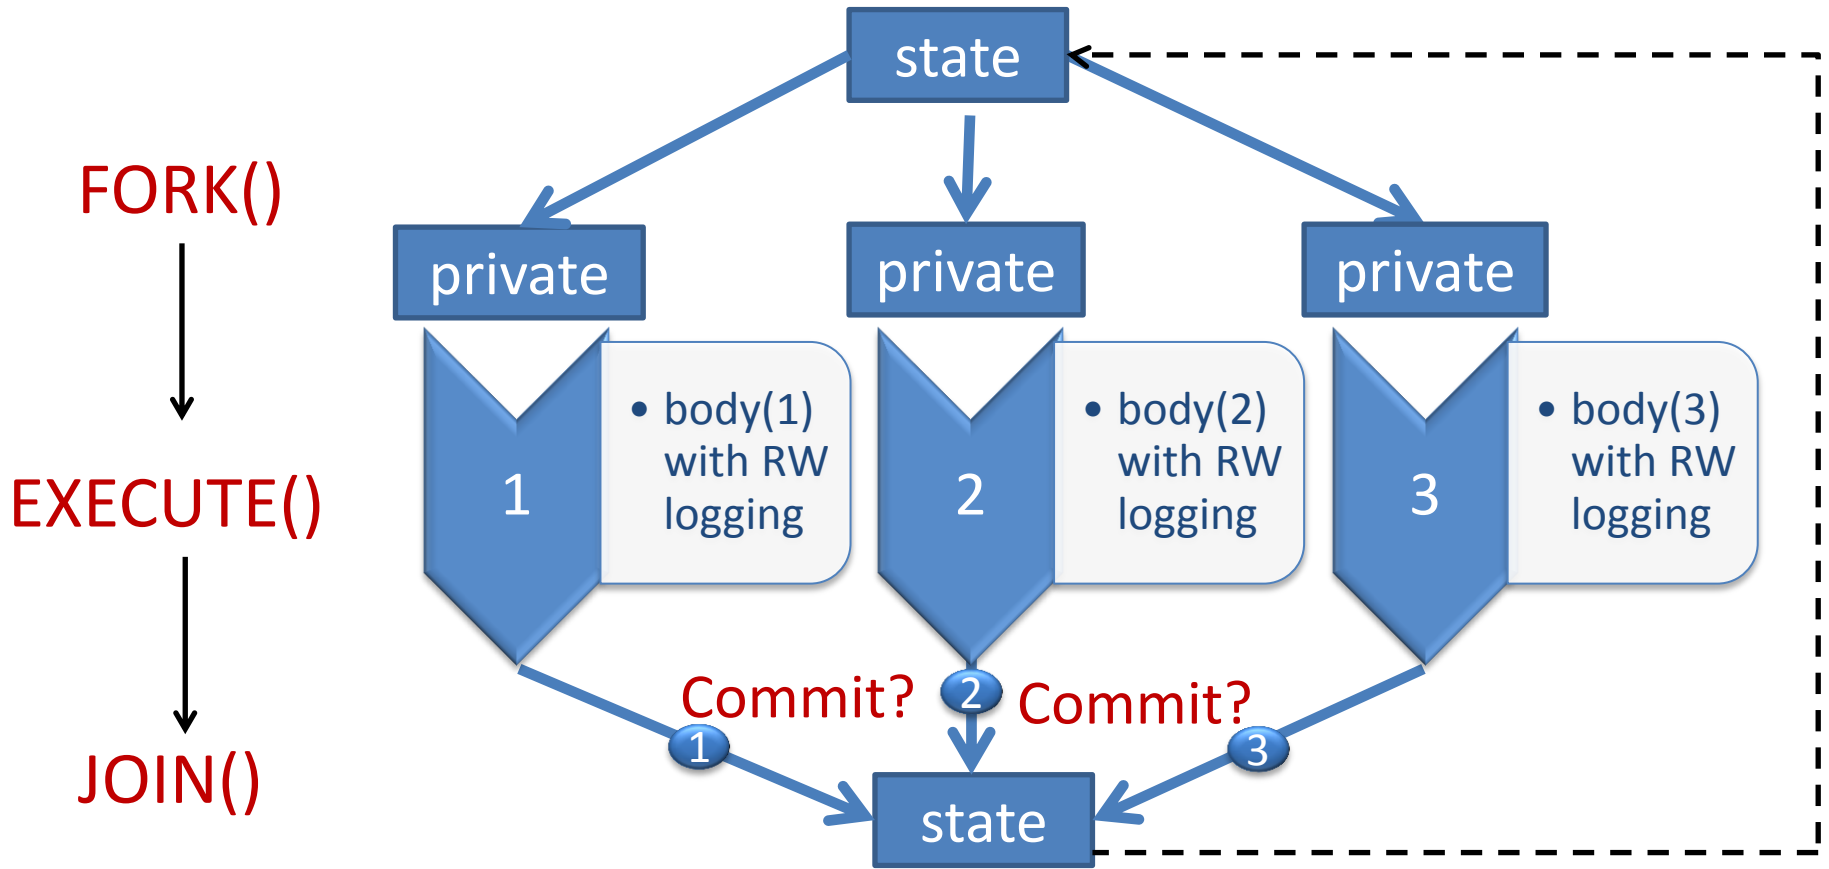 state
FORK()
private
private
private
• body(1)
with RW
logging
• body(2)
with RW
logging
• body(3)
with RW
logging
1
2
3
EXECUTE()
Commit?
2
Commit?
1
3
JOIN()
state